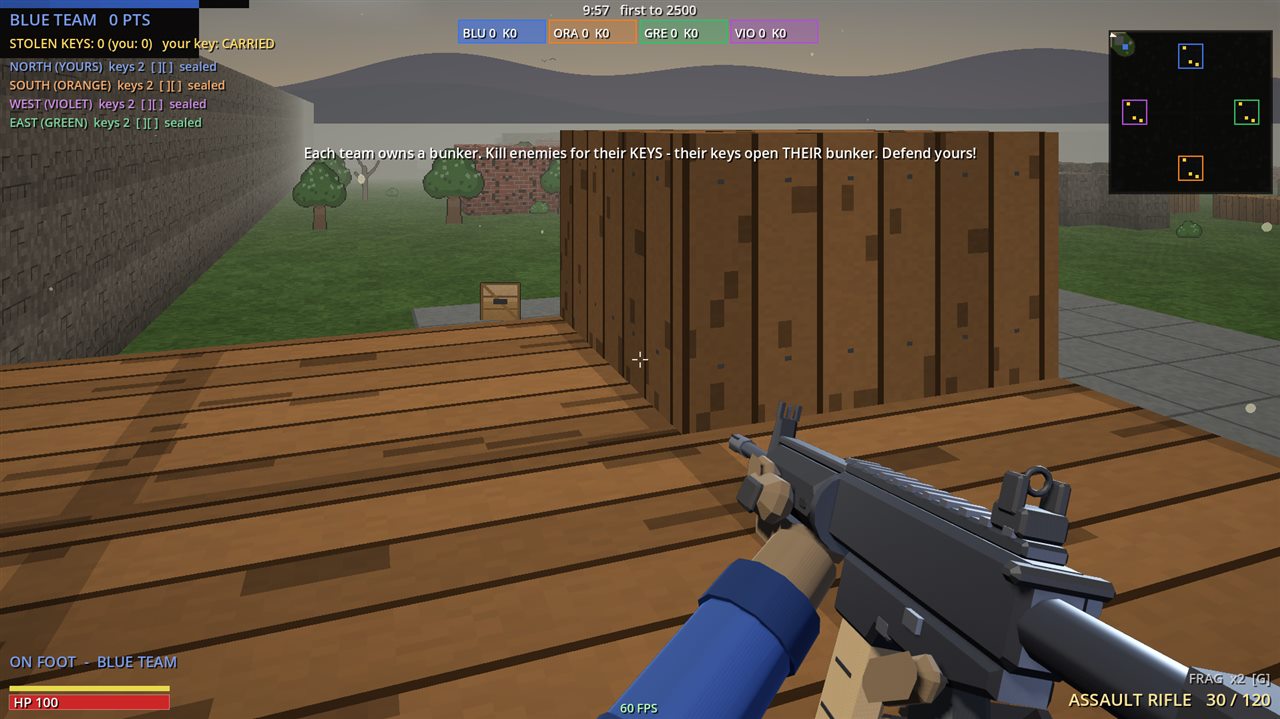 BLUE TEAM 0 PTS
STOLEN KEYS: 0 (you: 0) your key: CARRIED
NORTH (YOURS) keys 2 [ ][ ] sealed
SOUTH (ORANGE) keys 2 [ ][ ] sealed
WEST (VIOLET) keys 2 [ ][ ] sealed
EAST (GREEN) keys 2 [ ][ ] sealed
9:57 first to 2500
BLU 0 K0
ORA 0 K0
GRE 0 K0
VIO 0 K0
Each team owns a bunker. Kill enemies for their KEYS - their keys open THEIR bunker. Defend yours!
ON FOOT - BLUE TEAM
HP 100
60 FPS
FRAG x2 [G]
ASSAULT RIFLE 30 / 120